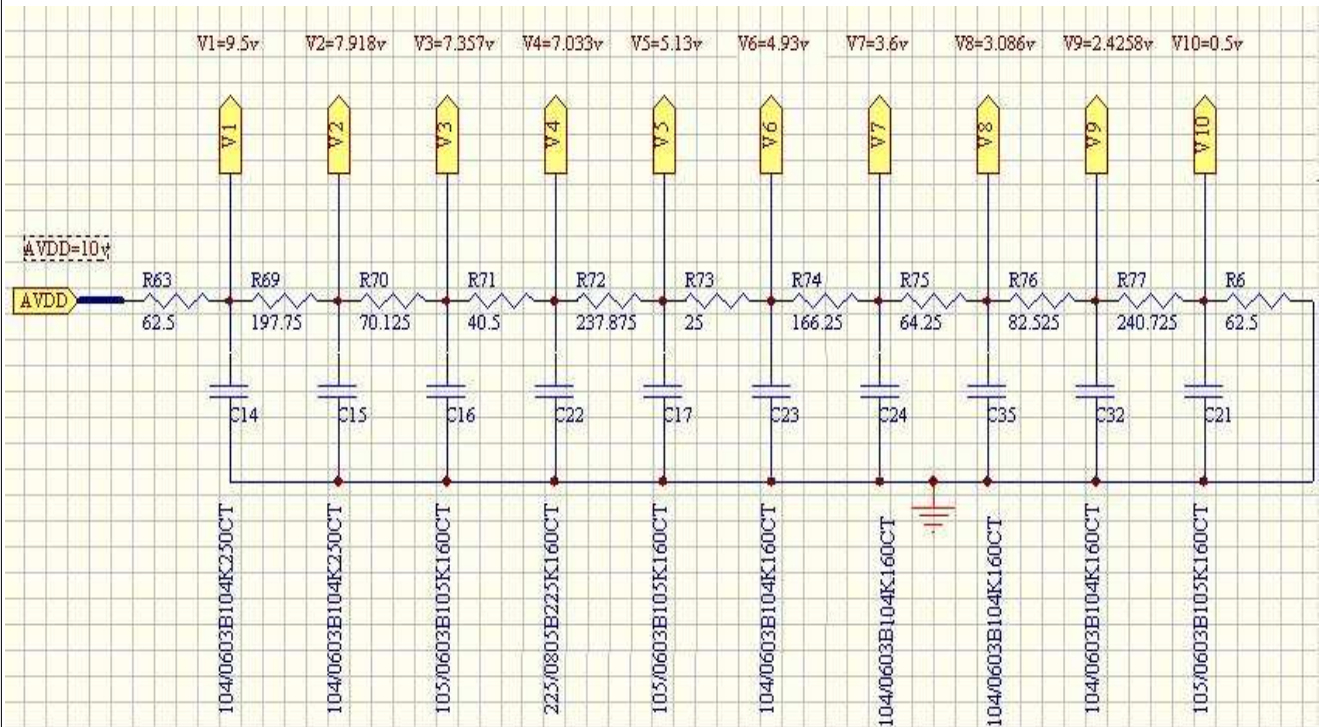 V1=9.5v V2=7.918v V3=7.357v V4=7.033v V5=5.13v V6=4.93v V7=3.6v V8=3.086v V9=2.4258v V10=0.5v
V1 V2 V3 V4 V5 V6 V7 V8 V9 V10
AVDD=10v
R63 R69 R70 R71 R72 R73 R74 R75 R76 R77 R6
AVDD
62.5 197.75 70.125 40.5 237.875 25 166.25 64.25 82.525 240.725 62.5
C14 C15 C16 C22 C17 C23 C24 C35 C32 C21
104/0603B104K250CT
104/0603B104K250CT
105/0603B105K160CT
225/0805B225K160CT
105/0603B105K160CT
104/0603B104K160CT
104/0603B104K160CT
104/0603B104K160CT
104/0603B104K160CT
105/0603B105K160CT